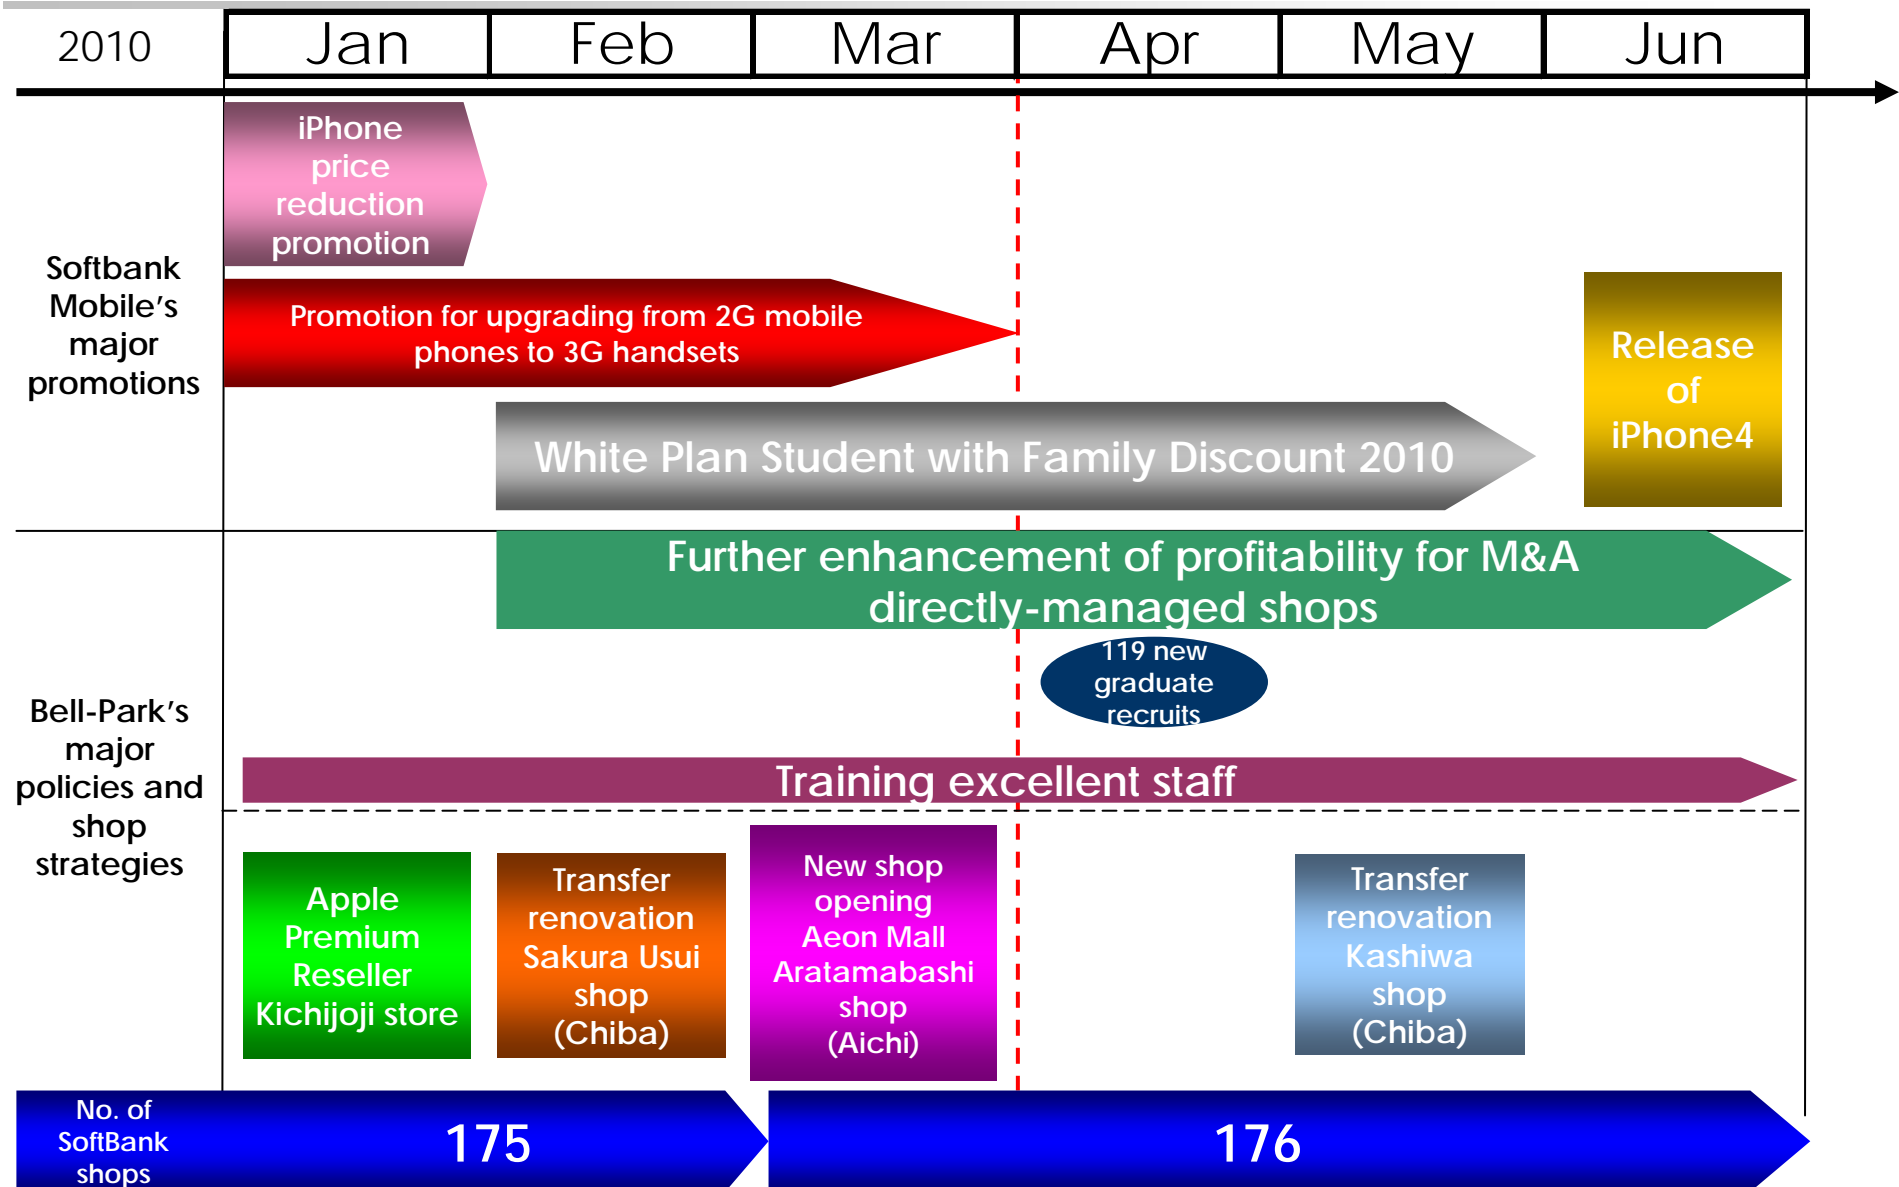 2010
Jan
Feb
Mar
Apr
May
Jun
Softbank
Mobile's
major
promotions
iPhone
price
reduction
promotion
Promotion for upgrading from 2G mobile
phones to 3G handsets
White Plan Student with Family Discount 2010
Release
of
iPhone4
Bell-Park's
major
policies and
shop
strategies
Further enhancement of profitability for M&A
directly-managed shops
119 new
graduate
recruits
Training excellent staff
Apple
Premium
Reseller
Kichijoji store
Transfer
renovation
Sakura Usui
shop
(Chiba)
New shop
opening
Aeon Mall
Aratamabashi
shop
(Aichi)
Transfer
renovation
Kashiwa
shop
(Chiba)
No. of
SoftBank
shops
175
176